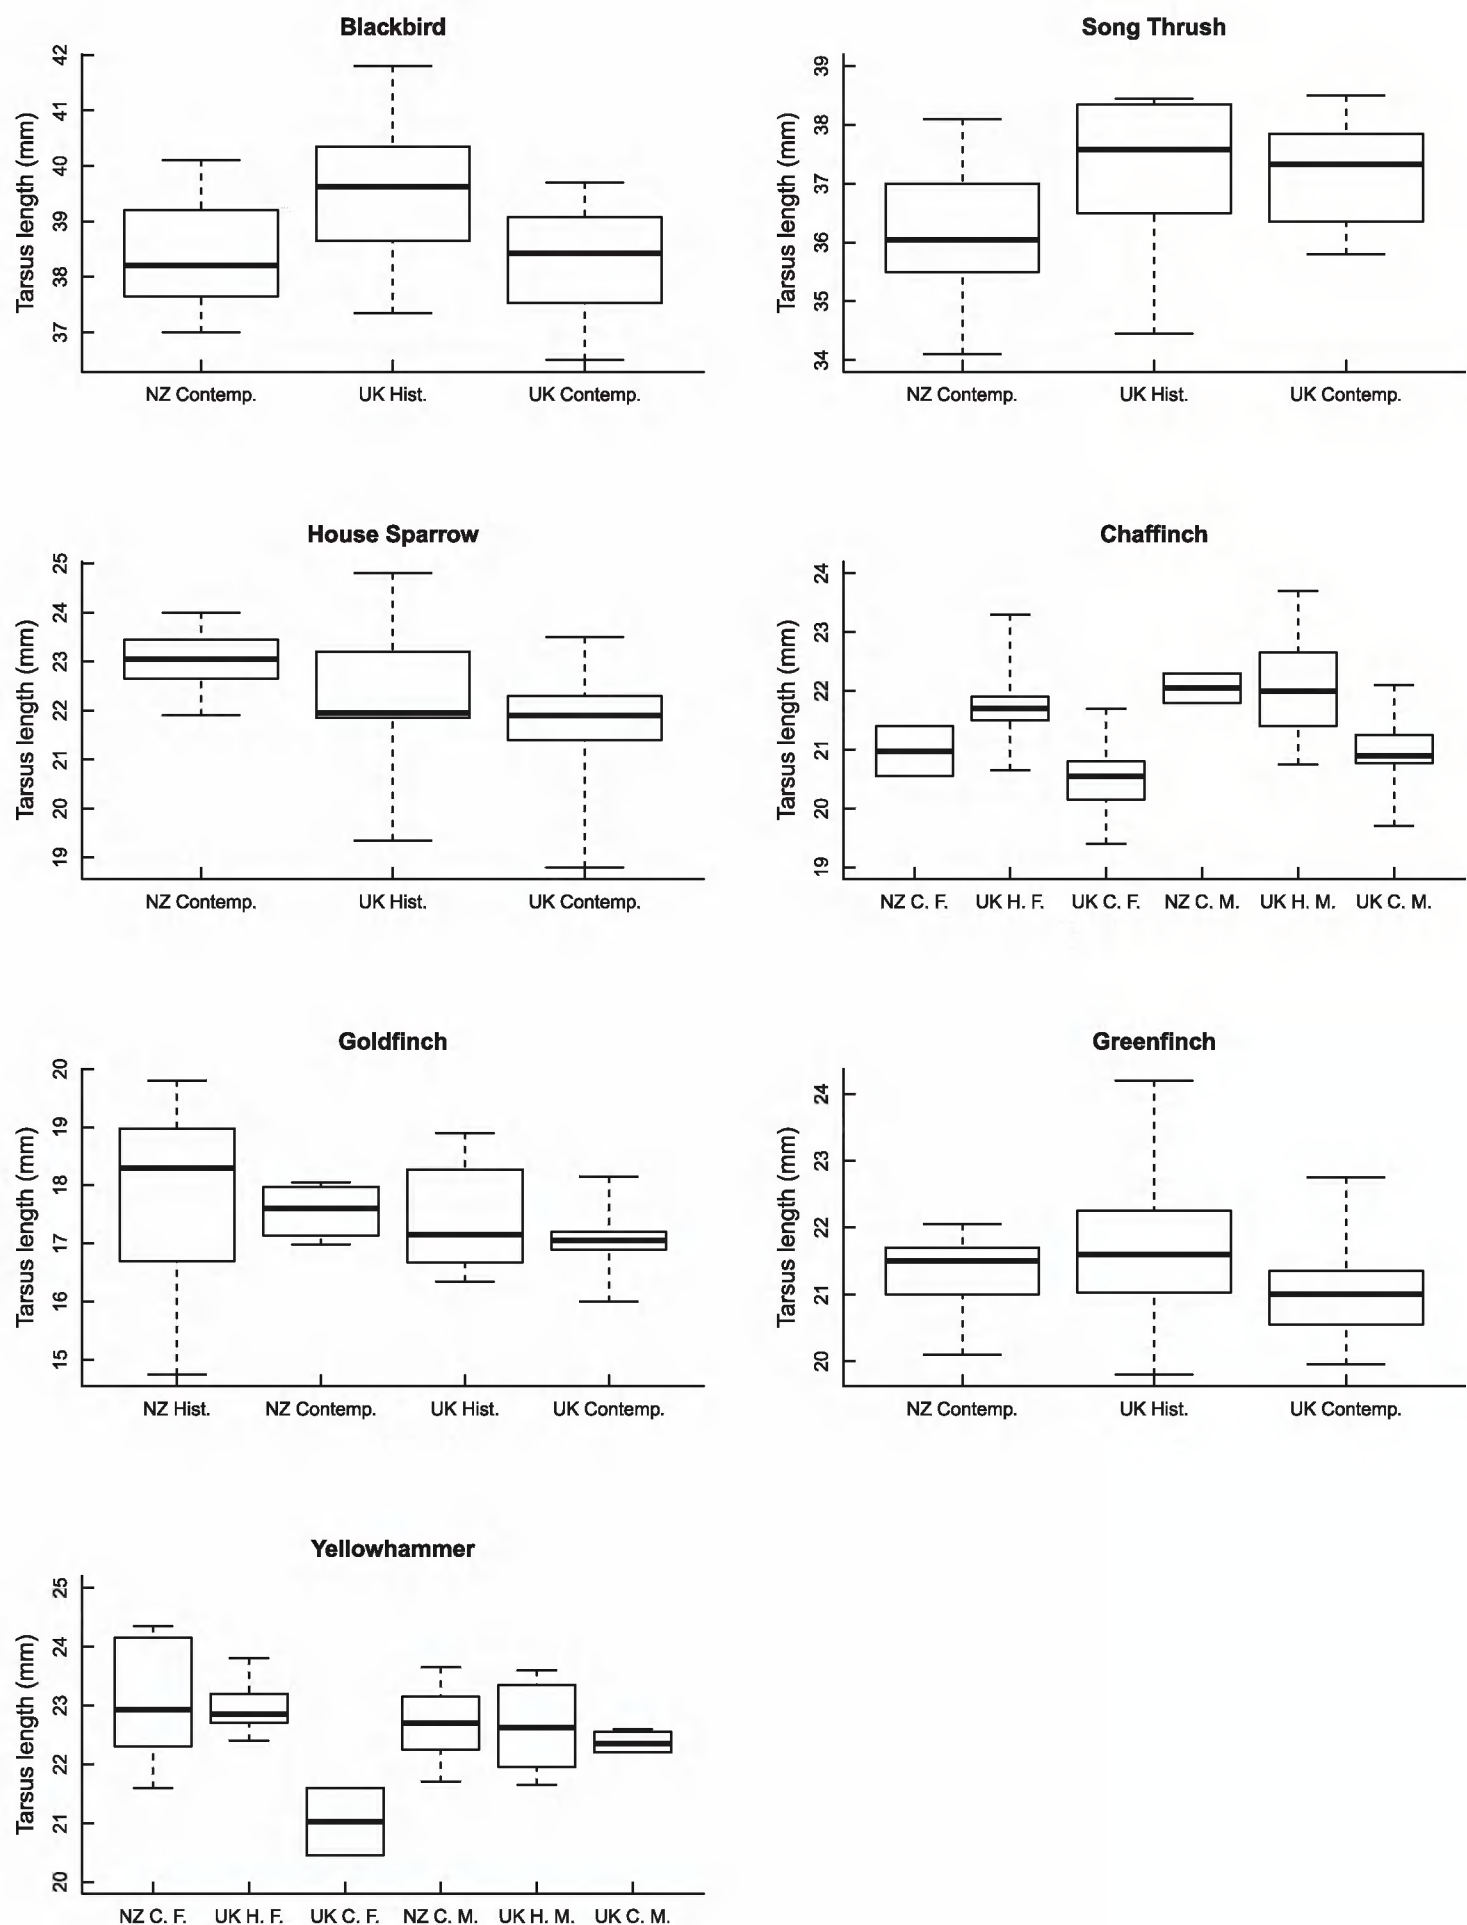 Blackbird
Tarsus length (mm)
42
41
40
39
38
37
NZ Contemp. UK Hist. UK Contemp.
Song Thrush
Tarsus length (mm)
39
38
37
36
35
34
NZ Contemp. UK Hist. UK Contemp.
House Sparrow
Tarsus length (mm)
25
24
23
22
21
20
19
NZ Contemp. UK Hist. UK Contemp.
Chaffinch
Tarsus length (mm)
24
23
22
21
20
19
NZ C. F. UK H. F. UK C. F. NZ C. M. UK H. M. UK C. M.
Goldfinch
Tarsus length (mm)
20
19
18
17
16
15
NZ Hist. NZ Contemp. UK Hist. UK Contemp.
Greenfinch
Tarsus length (mm)
24
23
22
21
20
NZ Contemp. UK Hist. UK Contemp.
Yellowhammer
Tarsus length (mm)
25
24
23
22
21
20
NZ C. F. UK H. F. UK C. F. NZ C. M. UK H. M. UK C. M.